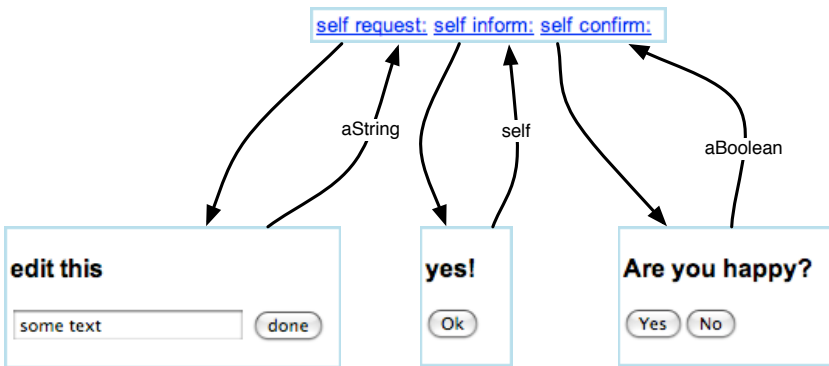 self request: self inform: self confirm:
aString
self
aBoolean
edit this
some text
done
yes!
Ok
Are you happy?
Yes
No